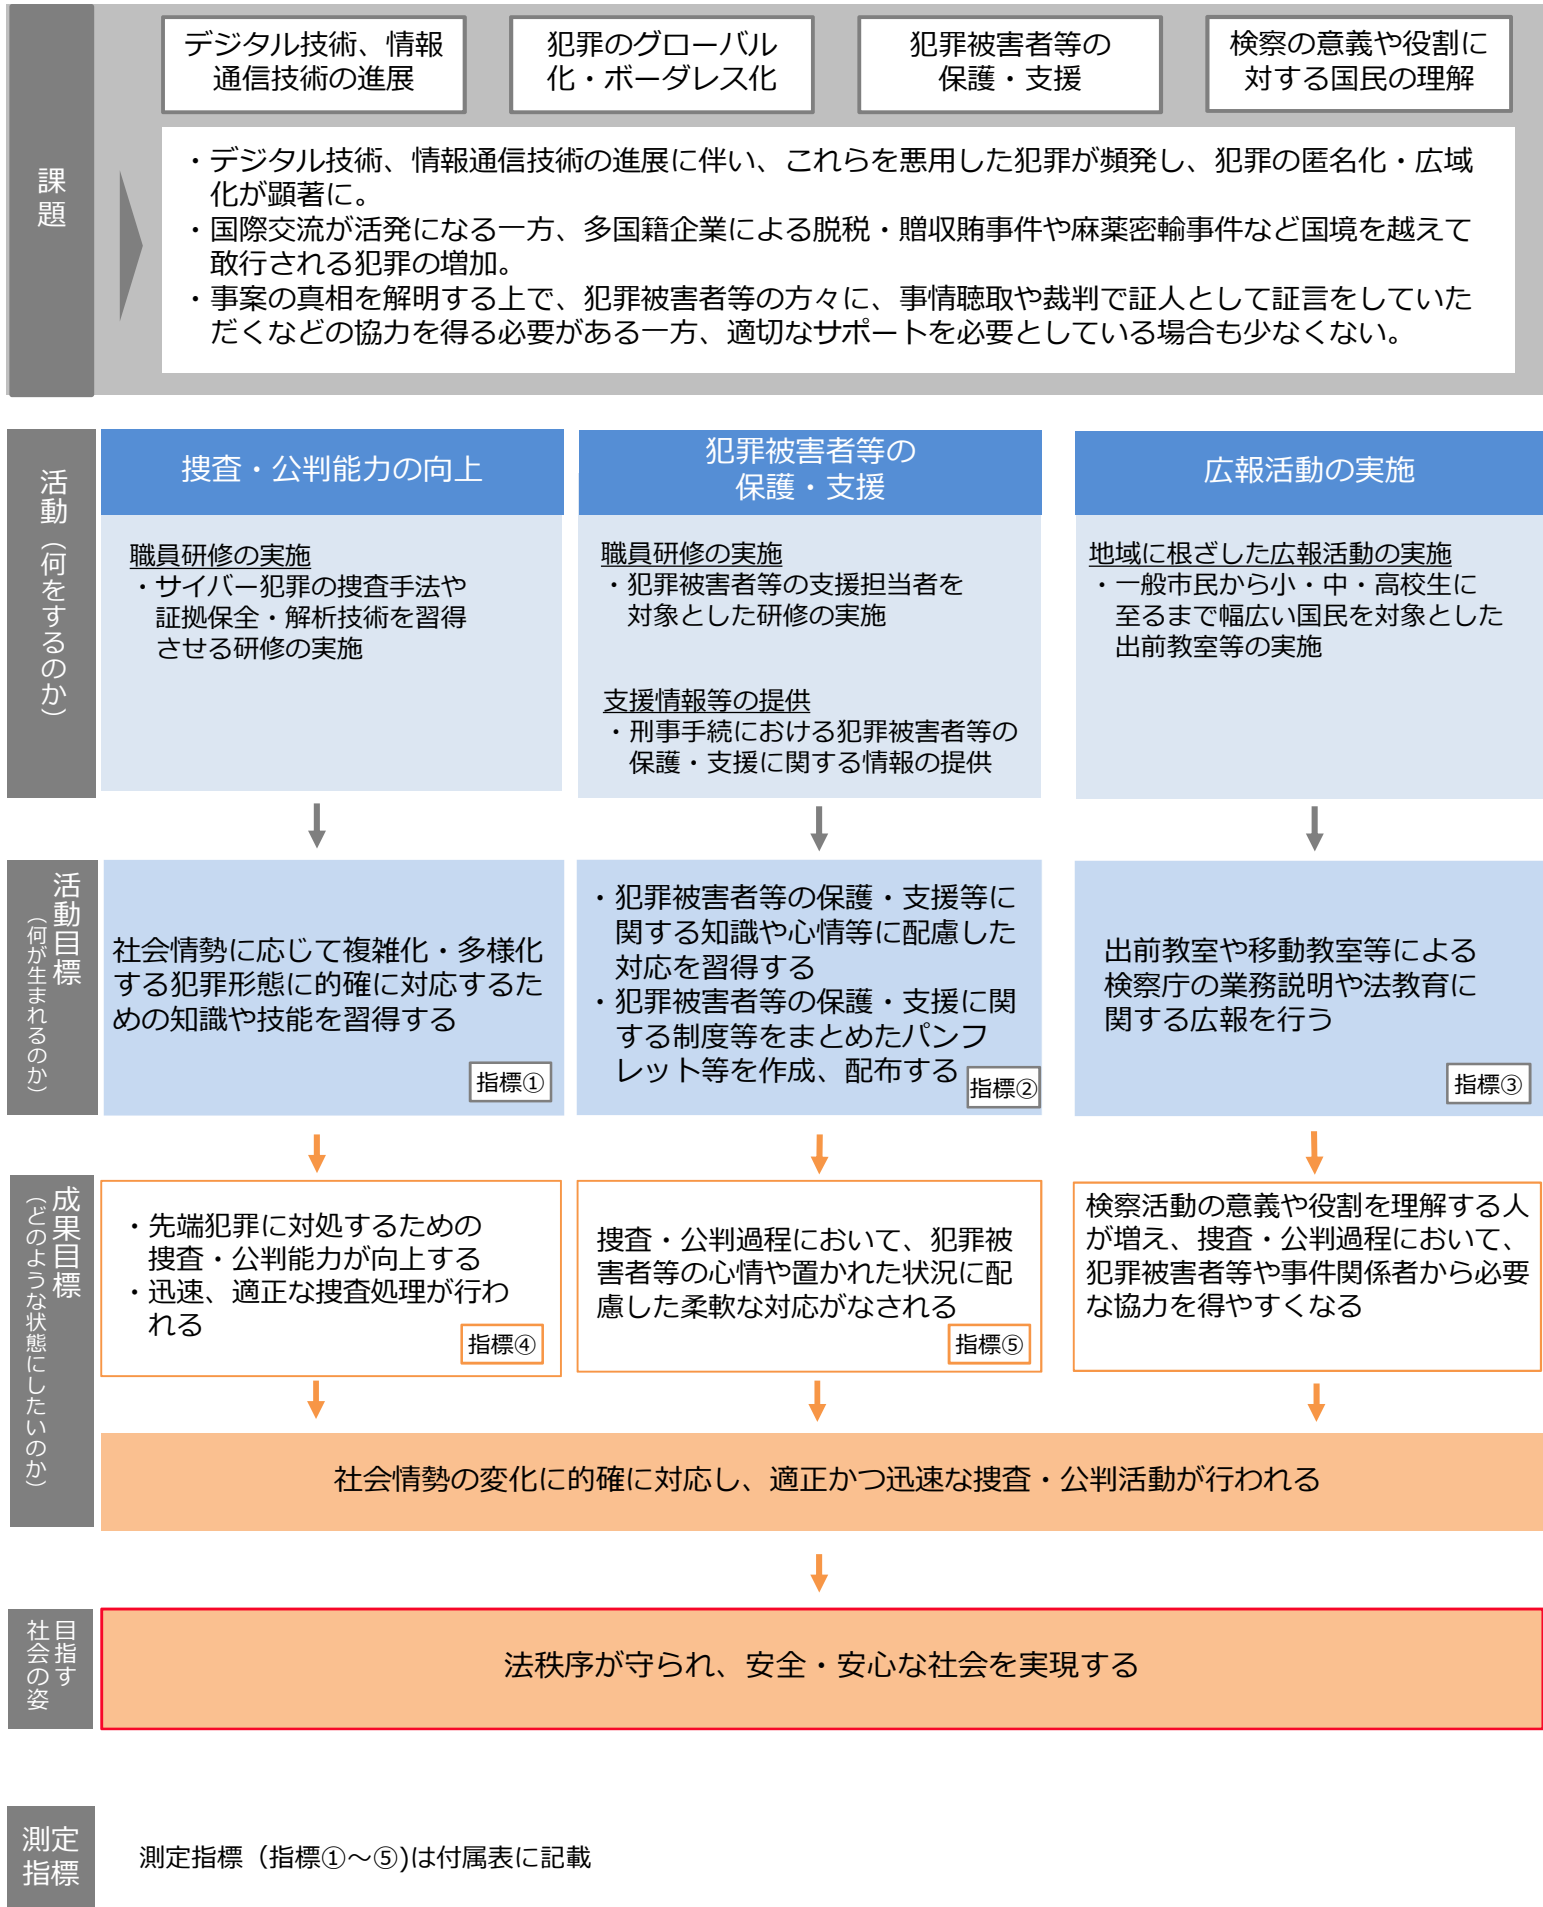 課題
デジタル技術、情報
通信技術の進展
犯罪のグローバル
化・ボーダレス化
犯罪被害者等の
保護・支援
検察の意義や役割に
対する国民の理解
・デジタル技術、情報通信技術の進展に伴い、これらを悪用した犯罪が頻発し、犯罪の匿名化・広域
化が顕著に。
・国際交流が活発になる一方、多国籍企業による脱税・贈収賄事件や麻薬密輸事件など国境を越えて
敢行される犯罪の増加。
・事案の真相を解明する上で、犯罪被害者等の方々に、事情聴取や裁判で証人として証言をしていた
だくなどの協力を得る必要がある一方、適切なサポートを必要としている場合も少なくない。
活動（何をするのか）
捜査・公判能力の向上
職員研修の実施
・サイバー犯罪の捜査手法や
証拠保全・解析技術を習得
させる研修の実施
犯罪被害者等の
保護・支援
職員研修の実施
・犯罪被害者等の支援担当者を
対象とした研修の実施
支援情報等の提供
・刑事手続における犯罪被害者等の
保護・支援に関する情報の提供
広報活動の実施
地域に根ざした広報活動の実施
・一般市民から小・中・高校生に
至るまで幅広い国民を対象とした
出前教室等の実施
活動目標
（何が生まれるのか）
社会情勢に応じて複雑化・多様化
する犯罪形態に的確に対応するた
めの知識や技能を習得する
指標①
・犯罪被害者等の保護・支援等に
関する知識や心情等に配慮した
対応を習得する
・犯罪被害者等の保護・支援に関
する制度等をまとめたパンフ
レット等を作成、配布する
指標②
出前教室や移動教室等による
検察庁の業務説明や法教育に
関する広報を行う
指標③
成果目標
（どのような状態にしたいのか）
・先端犯罪に対処するための
捜査・公判能力が向上する
・迅速、適正な捜査処理が行わ
れる
指標④
捜査・公判過程において、犯罪被
害者等の心情や置かれた状況に配
慮した柔軟な対応がなされる
指標⑤
検察活動の意義や役割を理解する人
が増え、捜査・公判過程において、
犯罪被害者等や事件関係者から必要
な協力を得やすくなる
社会情勢の変化に的確に対応し、適正かつ迅速な捜査・公判活動が行われる
目指す
社会の姿
法秩序が守られ、安全・安心な社会を実現する
測定
指標
測定指標（指標①～⑤)は付属表に記載